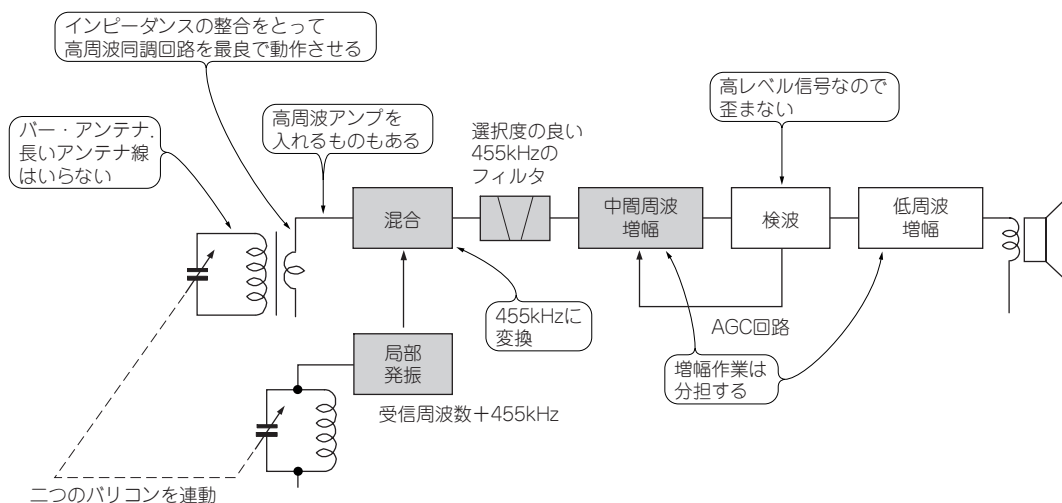 インピーダンスの整合をとって
高周波同調回路を最良で動作させる
高周波アンプを
入れるものもある
バー・アンテナ.
長いアンテナ線
はいらない
選択度の良い
455kHzの
フィルタ
高レベル信号なので
歪まない
混合
中間周波
増幅
検波
低周波
増幅
455kHzに
変換
AGC回路
局部
発振
増幅作業は
分担する
受信周波数+455kHz
二つのバリコンを連動